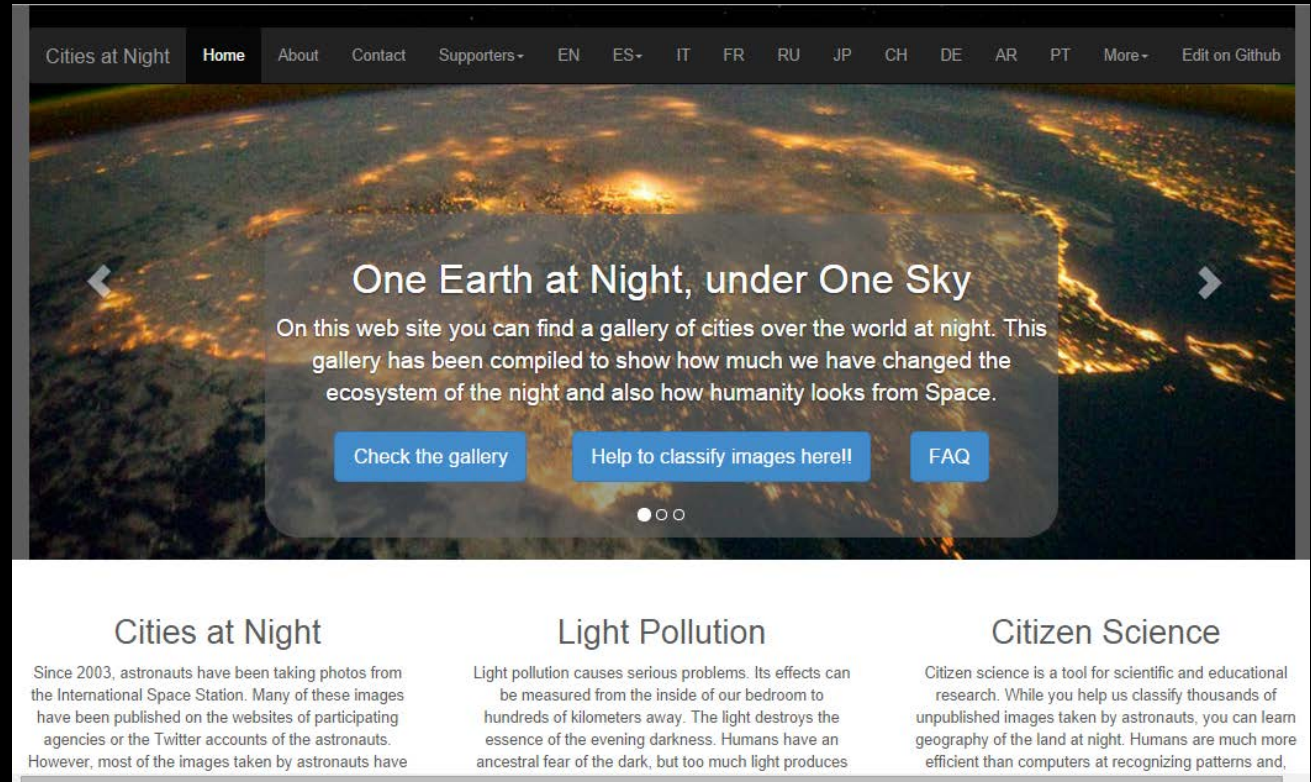 Cities at Night Home About Contact Supporters EN ES IT FR RU JP CH DE AR PT More Edit on Github
One Earth at Night, under One Sky
On this web site you can find a gallery of cities over the world at night. This
gallery has been compiled to show how much we have changed the
ecosystem of the night and also how humanity looks from Space.
Check the gallery Help to classify images here!! FAQ
Cities at Night
Since 2003, astronauts have been taking photos from
the International Space Station. Many of these images
have been published on the websites of participating
agencies or the Twitter accounts of the astronauts.
However, most of the images taken by astronauts have
Light Pollution
Light pollution causes serious problems. Its effects can
be measured from the inside of our bedroom to
hundreds of kilometers away. The light destroys the
essence of the evening darkness. Humans have an
ancestral fear of the dark, but too much light produces
Citizen Science
Citizen science is a tool for scientific and educational
research. While you help us classify thousands of
unpublished images taken by astronauts, you can learn
geography of the land at night. Humans are much more
efficient than computers at recognizing patterns and,